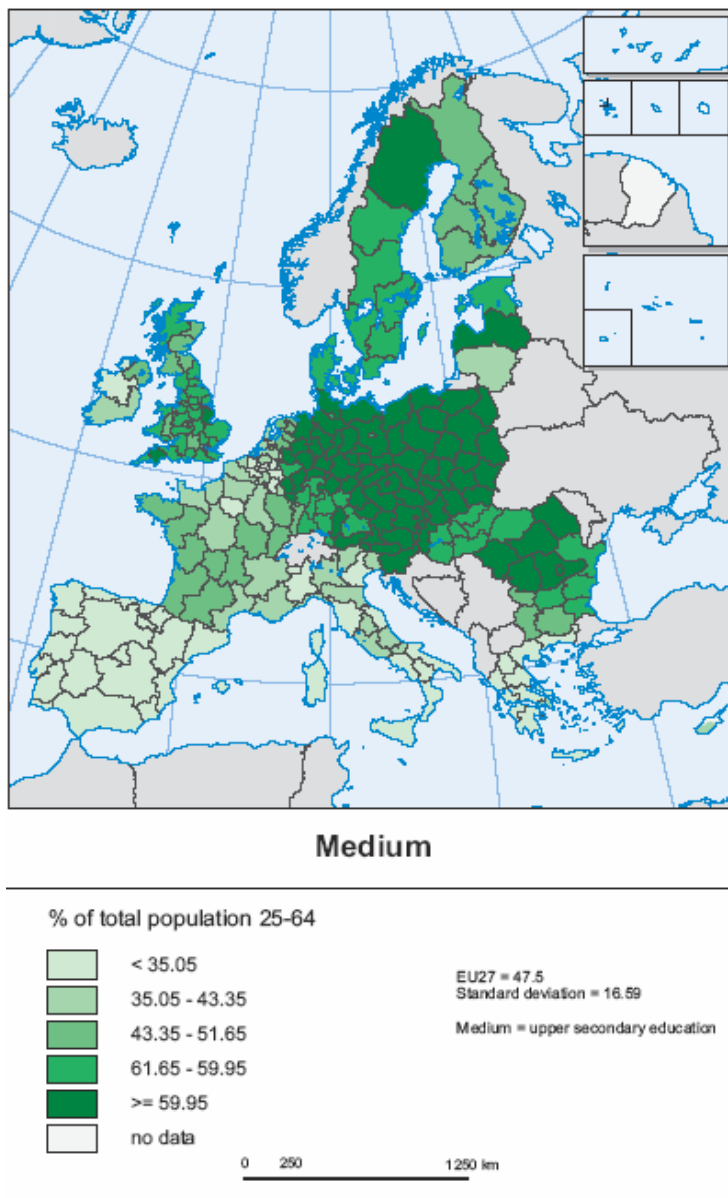 Medium
% of total population 25-64
< 35.05
35.05 - 43.35
43.35 - 51.65
61.65 - 59.95
>= 59.95
no data
EU27 = 47.5
Standard deviation = 16.59
Medium = upper secondary education
0 250 1250 km